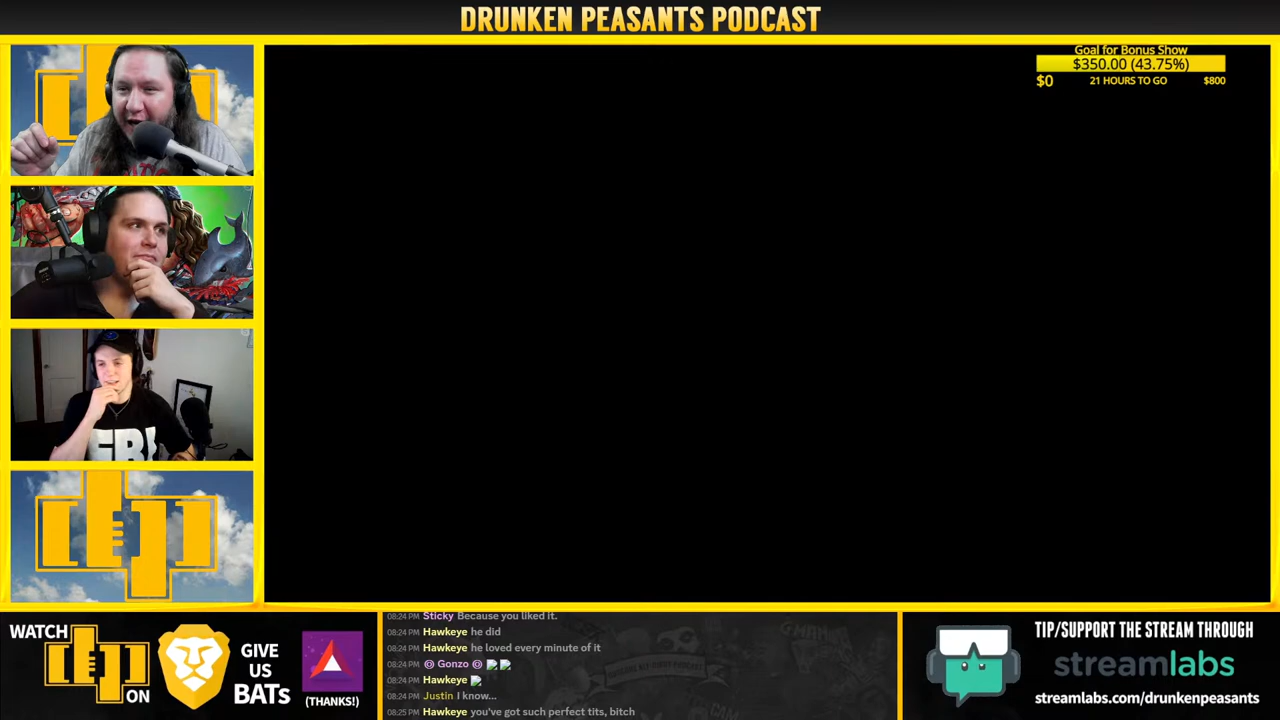 DRUNKEN PEASANTS PODCAST
Goal for Bonus Show
$350.00 (43.75%)
$0 21 HOURS TO GO $800
WATCH
ON
GIVE
US
BATs
(THANKS!)
08:24 PM Sticky Because you liked it.
08:24 PM Hawkeye he did
08:24 PM Hawkeye he loved every minute of it
08:24 PM @ Gonzo @
08:24 PM Hawkeye
08:24 PM Justin I know...
08:25 PM Hawkeye you've got such perfect tits, bitch
TIP/SUPPORT THE STREAM THROUGH
streamlabs
streamlabs.com/drunkenpeasants